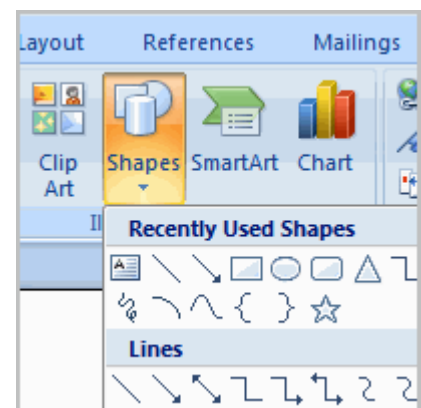 Layout References Mailings
Clip Art Shapes SmartArt Chart
Recently Used Shapes
Lines